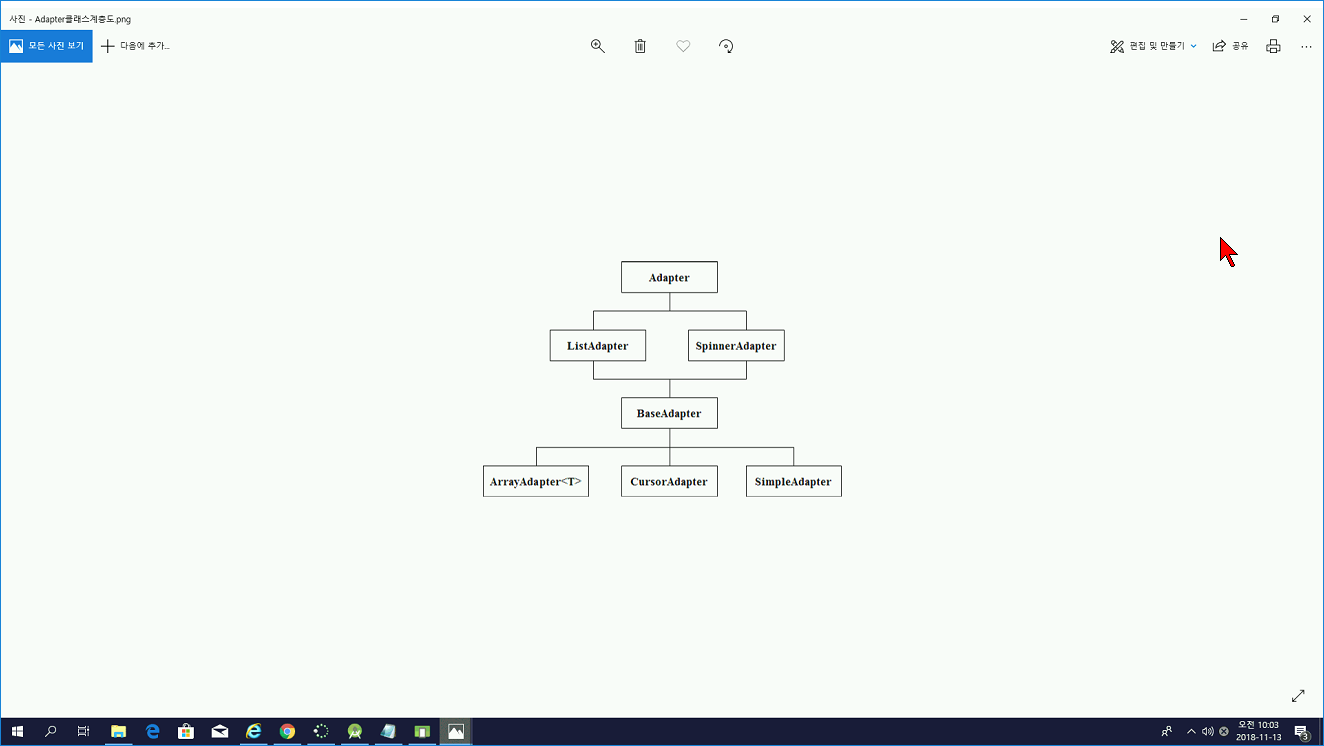 사진 - Adapter클래스계층도.png
모든 사진 보기
다음에 추가...
편집 및 만들기
공유
Adapter
ListAdapter
SpinnerAdapter
BaseAdapter
ArrayAdapter<T>
CursorAdapter
SimpleAdapter
오전 10:03
2018-11-13
3